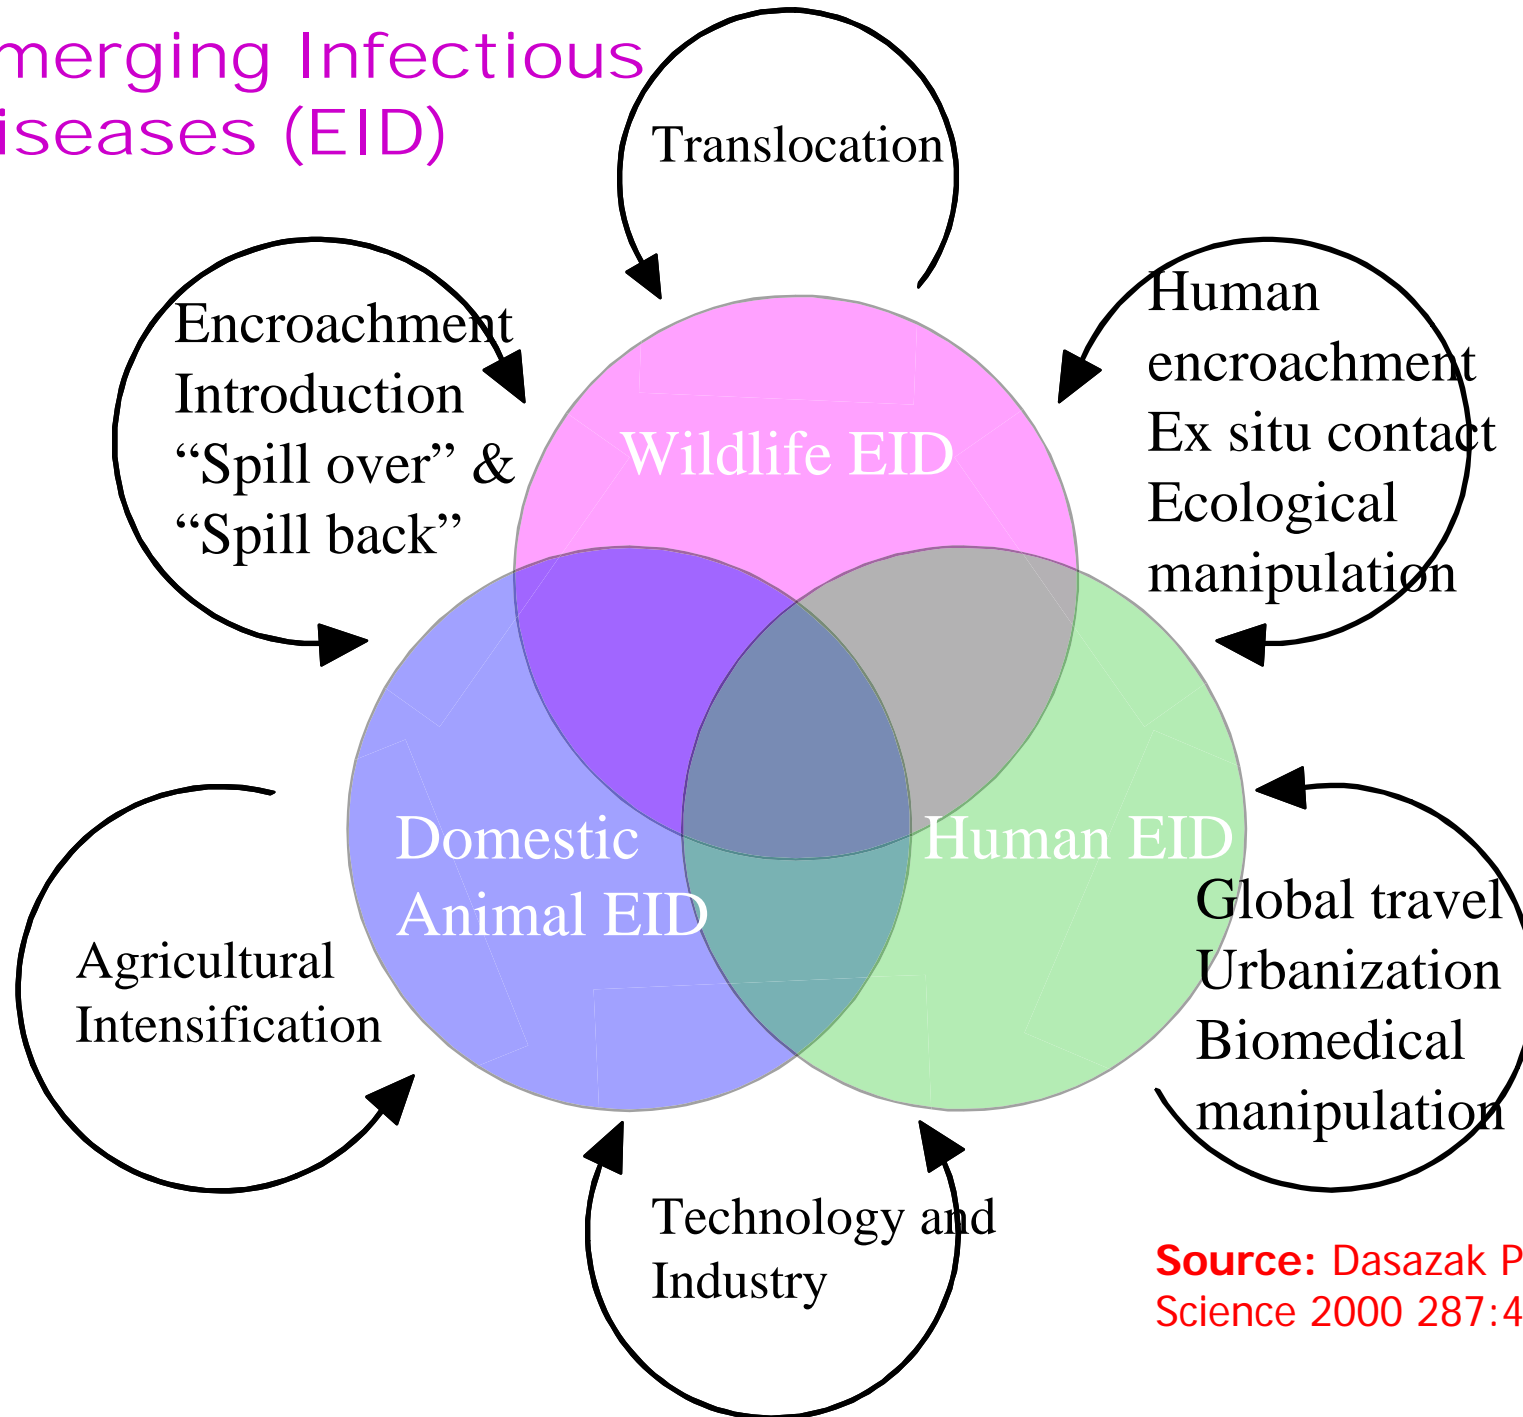 merging Infectious
iseases (EID)
Translocation
Encroachment
Introduction
“Spill over” &
“Spill back”
Human
encroachment
Ex situ contact
Ecological
manipulation
Wildlife EID
Domestic
Animal EID
Human EID
Agricultural
Intensification
Global travel
Urbanization
Biomedical
manipulation
Technology and
Industry
Source: Dasazak P
Science 2000 287:4